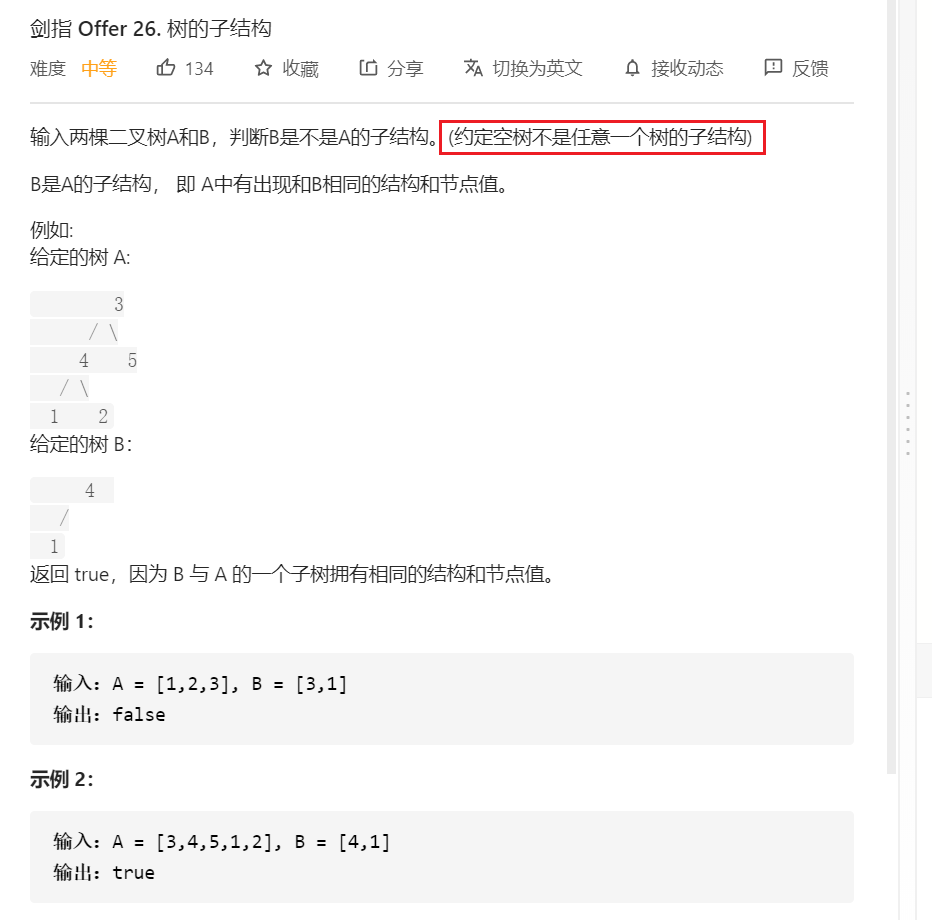 剑指 Offer 26. 树的子结构
难度 中等 134 收藏 分享 切换为英文 接收动态 反馈
输入两棵二叉树A和B，判断B是不是A的子结构。(约定空树不是任意一个树的子结构)
B是A的子结构， 即 A中有出现和B相同的结构和节点值。
例如:
给定的树 A:
3
/ \
4 5
/ \
1 2
给定的树 B：
4
/
1
返回 true，因为 B 与 A 的一个子树拥有相同的结构和节点值。
示例 1：
输入：A = [1,2,3], B = [3,1]
输出：false
示例 2：
输入：A = [3,4,5,1,2], B = [4,1]
输出：true